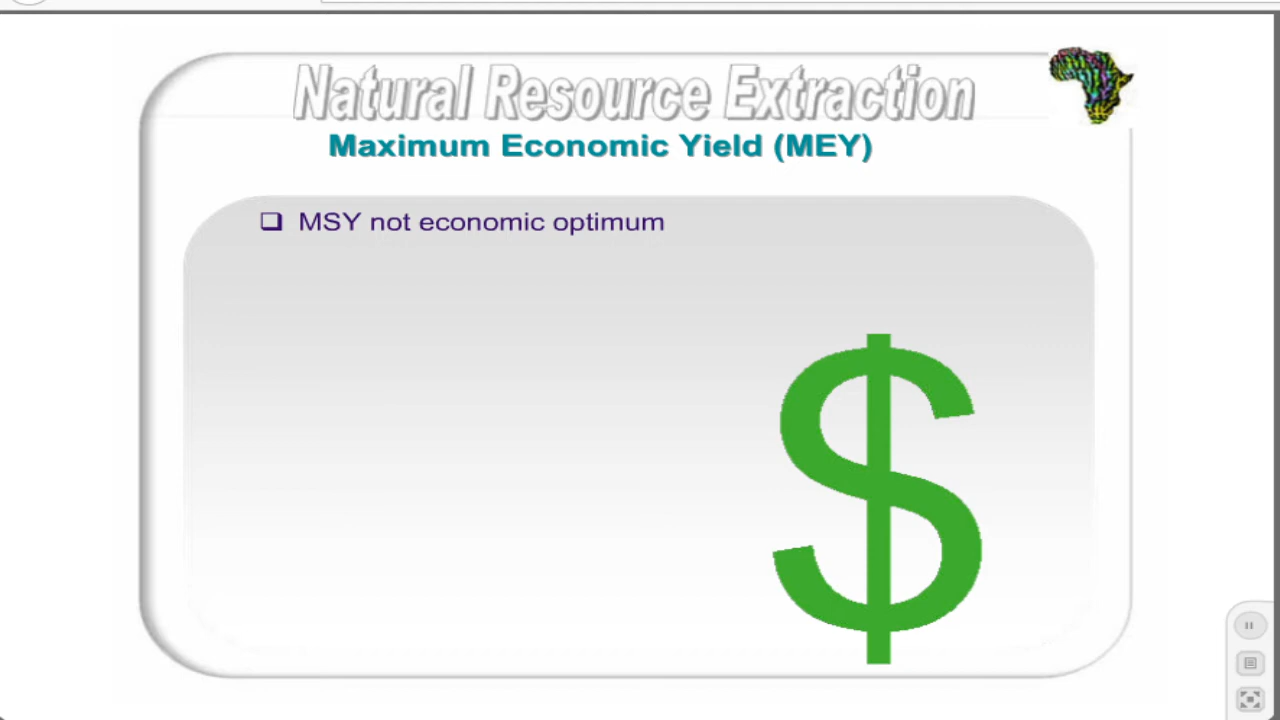 Natural Resource Extraction
Maximum Economic Yield (MEY)
❑ MSY not economic optimum
$